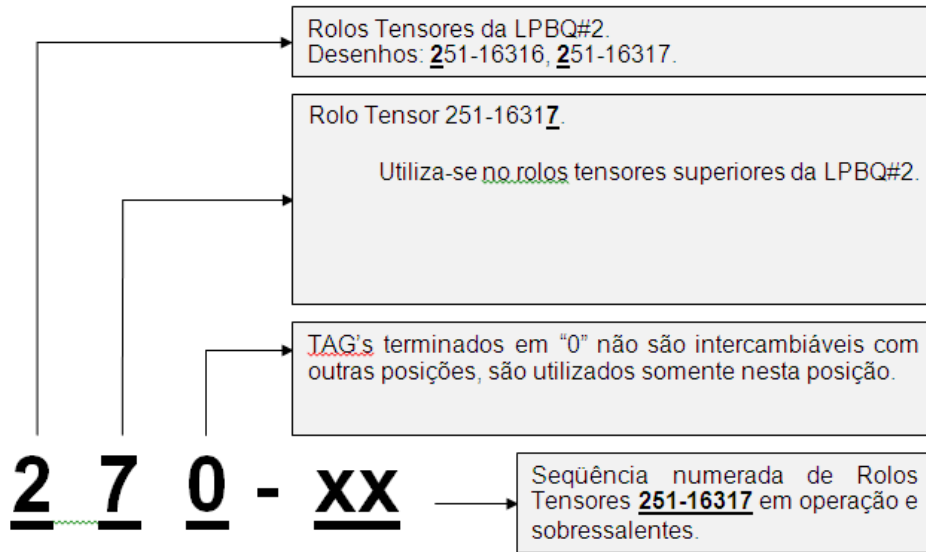 Rolos Tensores da LPBQ#2.
Desenhos: 251-16316, 251-16317.
Rolo Tensor 251-16317.
Utiliza-se no rolos tensores superiores da LPBQ#2.
TAG's terminados em “0” não são intercambiáveis com
outras posições, são utilizados somente nesta posição.
2 7 0 - xx
Seqüência numerada de Rolos
Tensores 251-16317 em operação e
sobressalentes.